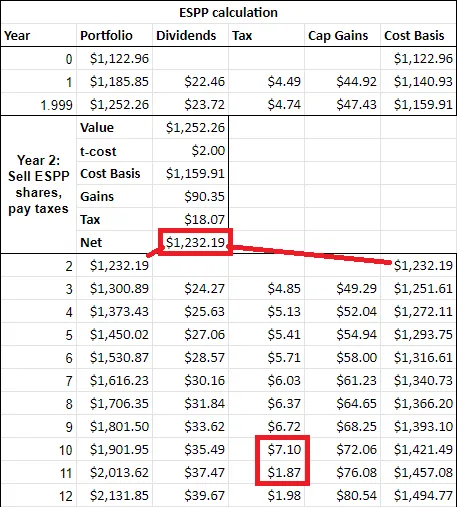 ESPP calculation
Year Portfolio Dividends Tax Cap Gains Cost Basis
0 $1,122.96 $1,122.96
1 $1,185.85 $22.46 $4.49 $44.92 $1,140.93
1.999 $1,252.26 $23.72 $4.74 $47.43 $1,159.91
Year 2:
Sell ESPP
shares,
pay taxes
Value $1,252.26
t-cost $2.00
Cost Basis $1,159.91
Gains $90.35
Tax $18.07
Net $1,232.19
2 $1,232.19 $1,232.19
3 $1,300.89 $24.27 $4.85 $49.29 $1,251.61
4 $1,373.43 $25.63 $5.13 $52.04 $1,272.11
5 $1,450.02 $27.06 $5.41 $54.94 $1,293.75
6 $1,530.87 $28.57 $5.71 $58.00 $1,316.61
7 $1,616.23 $30.16 $6.03 $61.23 $1,340.73
8 $1,706.35 $31.84 $6.37 $64.65 $1,366.20
9 $1,801.50 $33.62 $6.72 $68.25 $1,393.10
10 $1,901.95 $35.49 $7.10 $72.06 $1,421.49
11 $2,013.62 $37.47 $1.87 $76.08 $1,457.08
12 $2,131.85 $39.67 $1.98 $80.54 $1,494.77